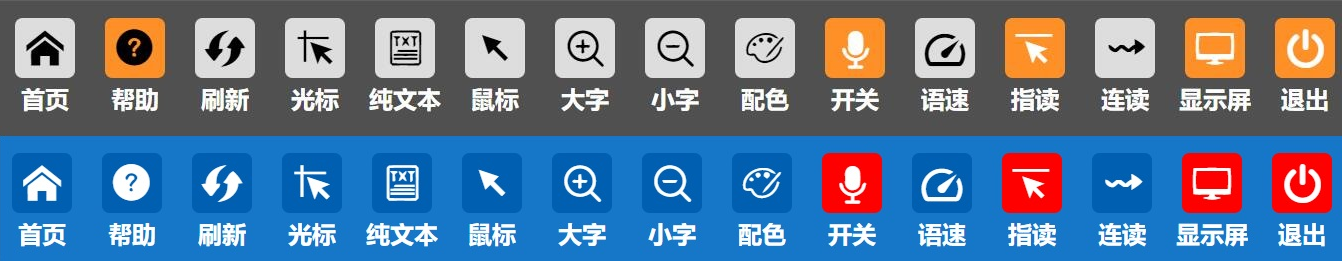 首页 帮助 刷新 光标 纯文本 鼠标 大字 小字 配色 开关 语速 指读 连读 显示屏 退出
首页 帮助 刷新 光标 纯文本 鼠标 大字 小字 配色 开关 语速 指读 连读 显示屏 退出